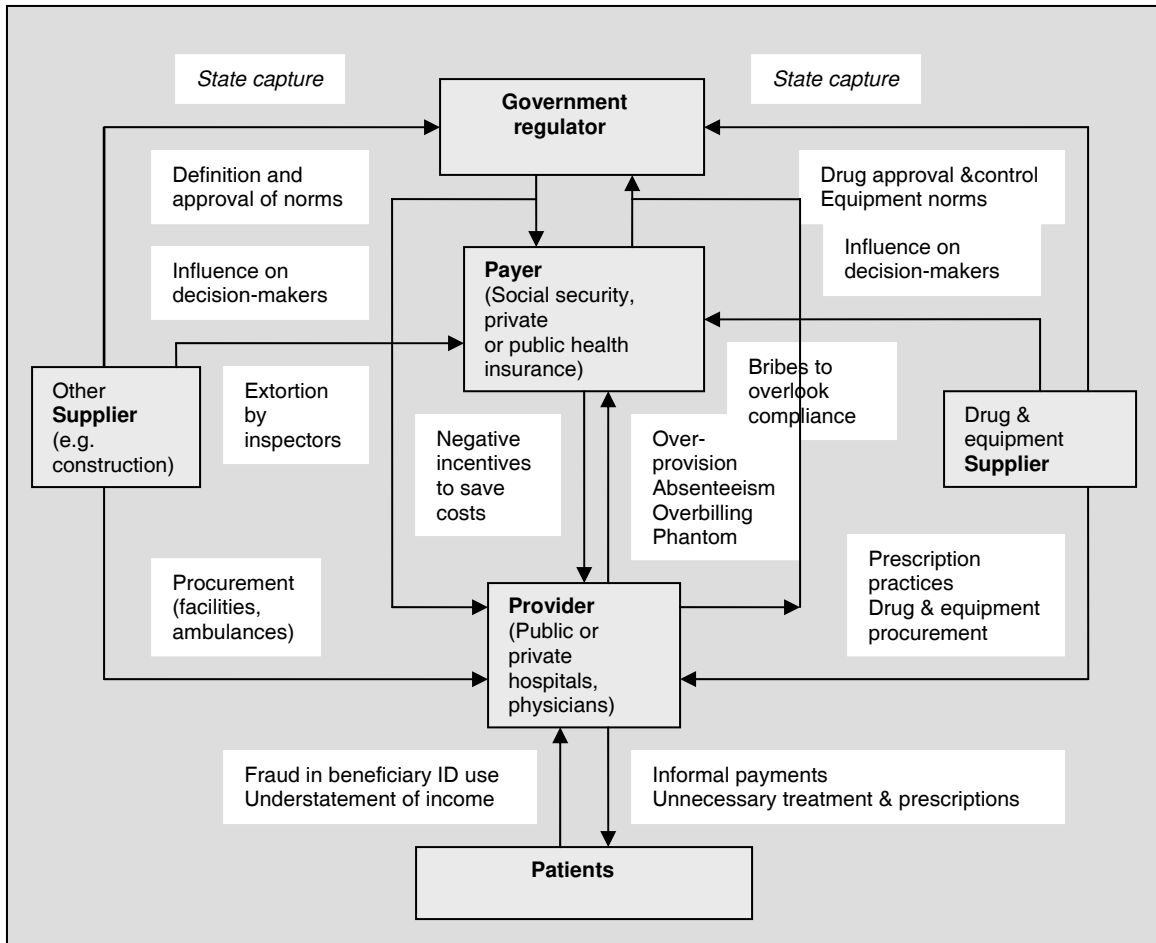 State capture
State capture
Government
regulator
Definition and
approval of norms
Drug approval &control
Equipment norms
Influence on
decision-makers
Influence on
decision-makers
Payer
(Social security,
private
or public health
insurance)
Other
Supplier
(e.g.
construction)
Extortion
by
inspectors
Negative
incentives
to save
costs
Over-
provision
Absenteeism
Overbilling
Phantom
Bribes to
overlook
compliance
Drug &
equipment
Supplier
Procurement
(facilities,
ambulances)
Provider
(Public or
private
hospitals,
physicians)
Prescription
practices
Drug & equipment
procurement
Fraud in beneficiary ID use
Understatement of income
Informal payments
Unnecessary treatment & prescriptions
Patients